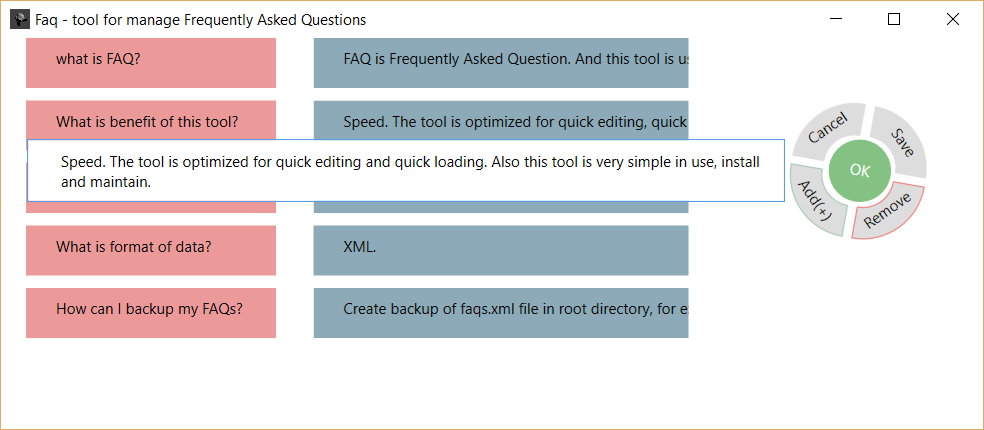 Faq - tool for manage Frequently Asked Questions
what is FAQ?
FAQ is Frequently Asked Question. And this tool is
What is benefit of this tool?
Speed. The tool is optimized for quick editing, quick
Speed. The tool is optimized for quick editing and quick loading. Also this tool is very simple in use, install
and maintain.
What is format of data?
XML.
How can I backup my FAQs?
Create backup of faqs.xml file in root directory, for
Cancel
Save
OK
Add(+)
Remove